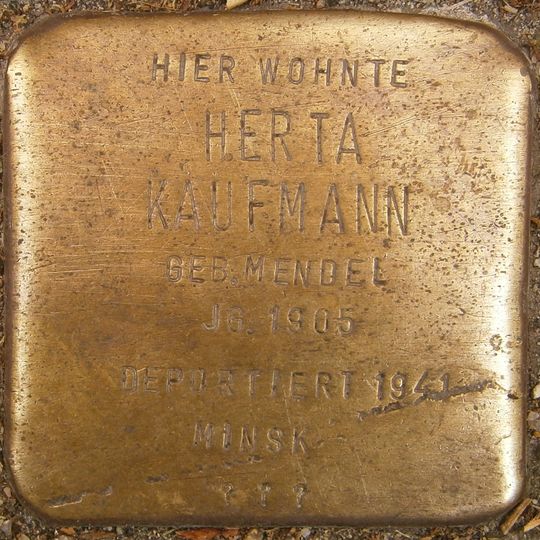 HIER WOHNTE
HERTA
KAUFMANN
GEB. MENDEL
JG. 1905
DEPORTIERT 1941
MINSK
? ? ?